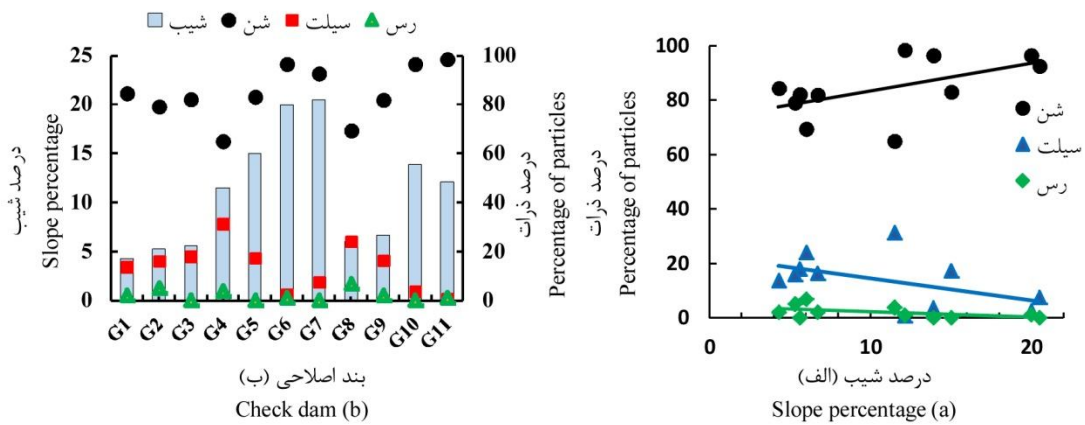 شیب
شن
سیلت
رس
درصد شیب
Slope percentage
25
20
15
10
5
0
100
80
60
40
20
0
درصد ذرات
Percentage of particles
G1 G2 G3 G4 G5 G6 G7 G8 G9 G10 G11
بند اصلاحی (ب)
Check dam (b)
درصد ذرات
Percentage of particles
100
80
60
40
20
0
شن
سیلت
رس
0 10 20
درصد شیب (الف)
Slope percentage (a)